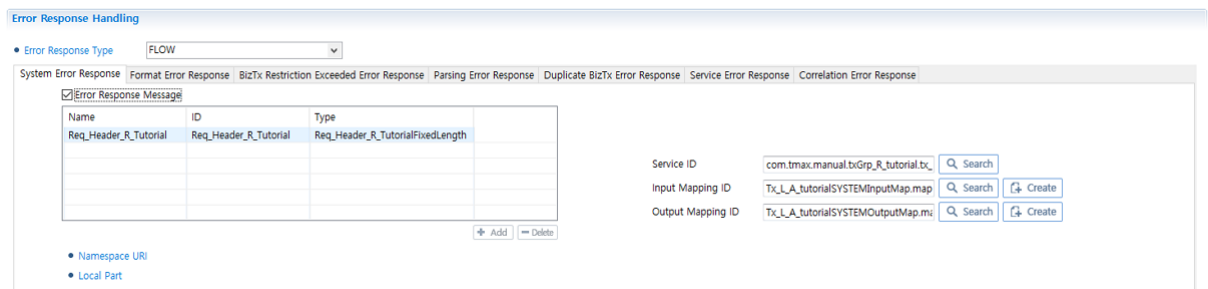 Error Response Handling
Error Response Type FLOW
System Error Response Format Error Response BizTx Restriction Exceeded Error Response Parsing Error Response Duplicate BizTx Error Response Service Error Response Correlation Error Response
Error Response Message
Name ID Type
Req_Header_R_Tutorial Req_Header_R_Tutorial Req_Header_R_TutorialFixedLength
Service ID com.tmax.manual.txGrp_R_tutorial.tx_ Search
Input Mapping ID Tx_L_A_tutorialSYSTEMInputMap.map Search Create
Output Mapping ID Tx_L_A_tutorialSYSTEMOutputMap.ma Search Create
Add Delete
Namespace URI
Local Part